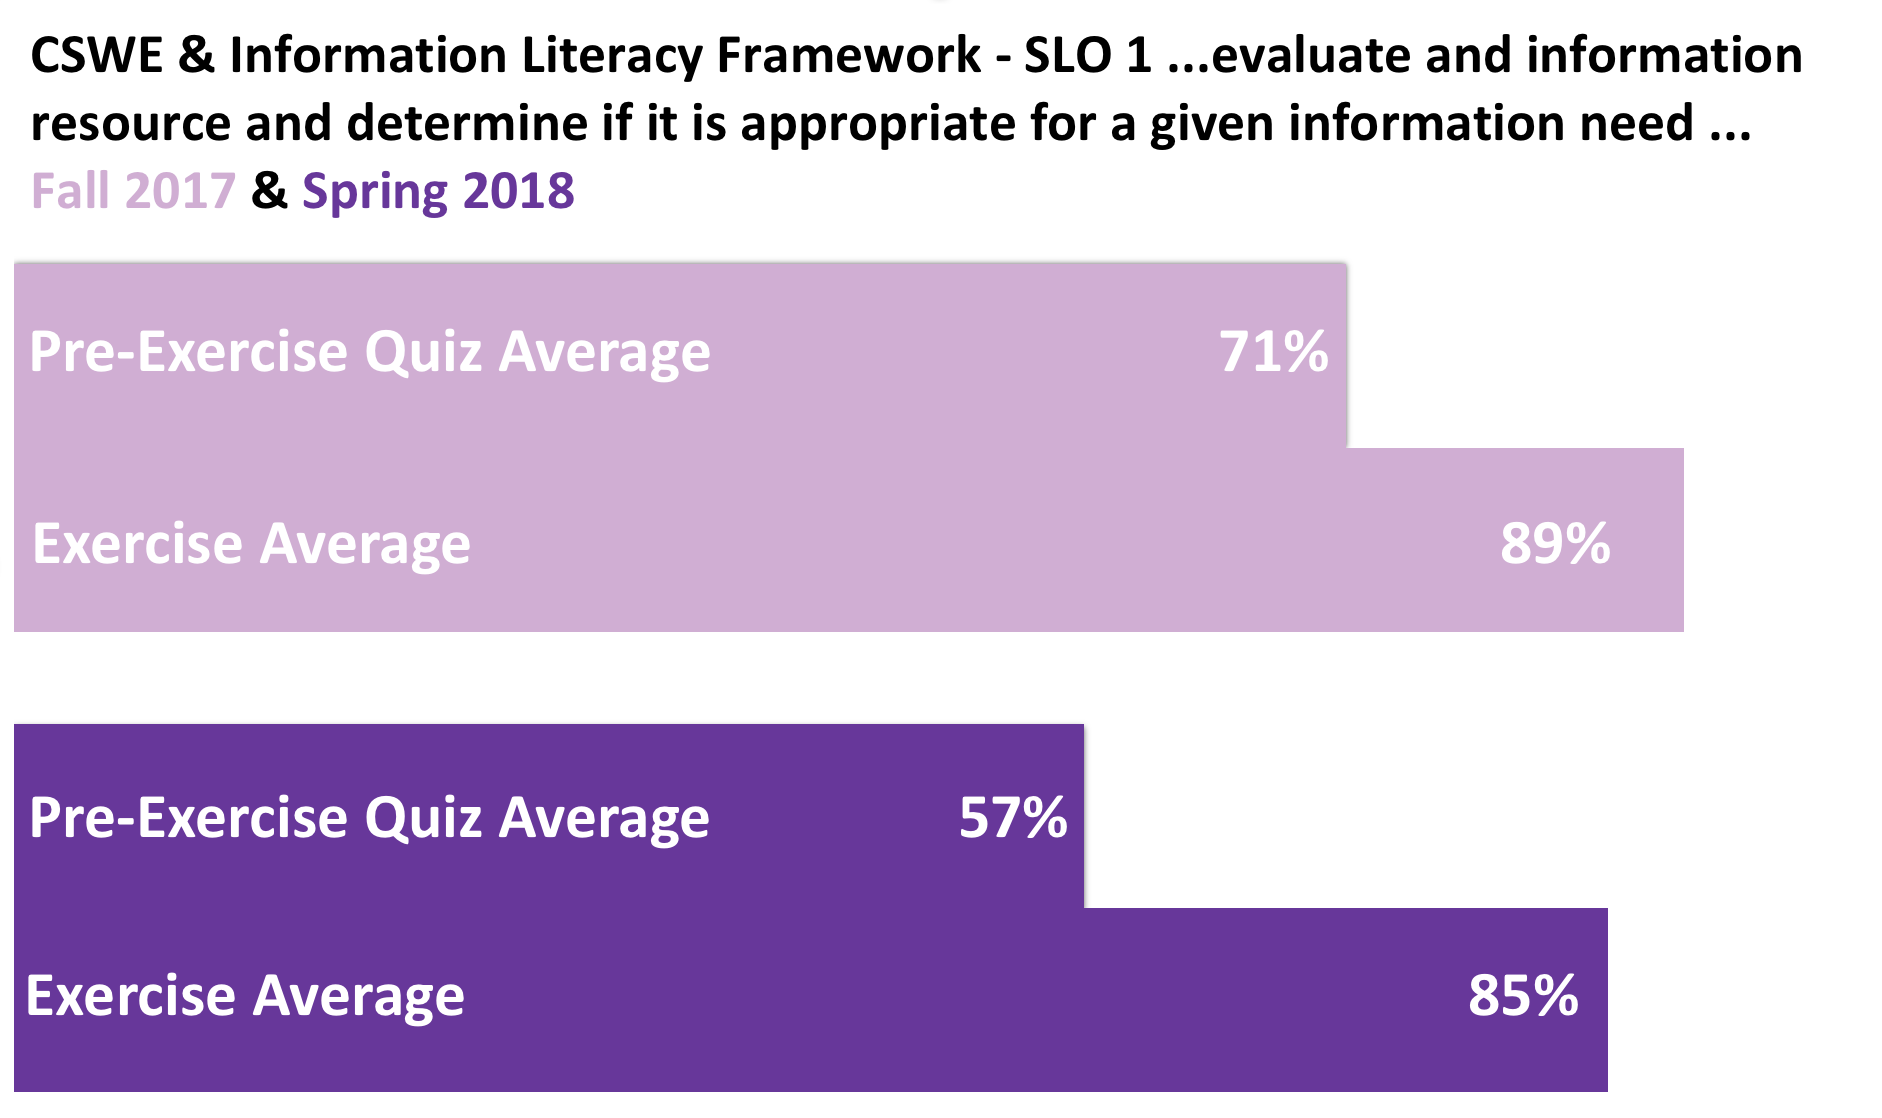 CSWE & Information Literacy Framework - SLO 1 ...evaluate and information
resource and determine if it is appropriate for a given information need ...
Fall 2017 & Spring 2018
Pre-Exercise Quiz Average 71%
Exercise Average 89%
Pre-Exercise Quiz Average 57%
Exercise Average 85%